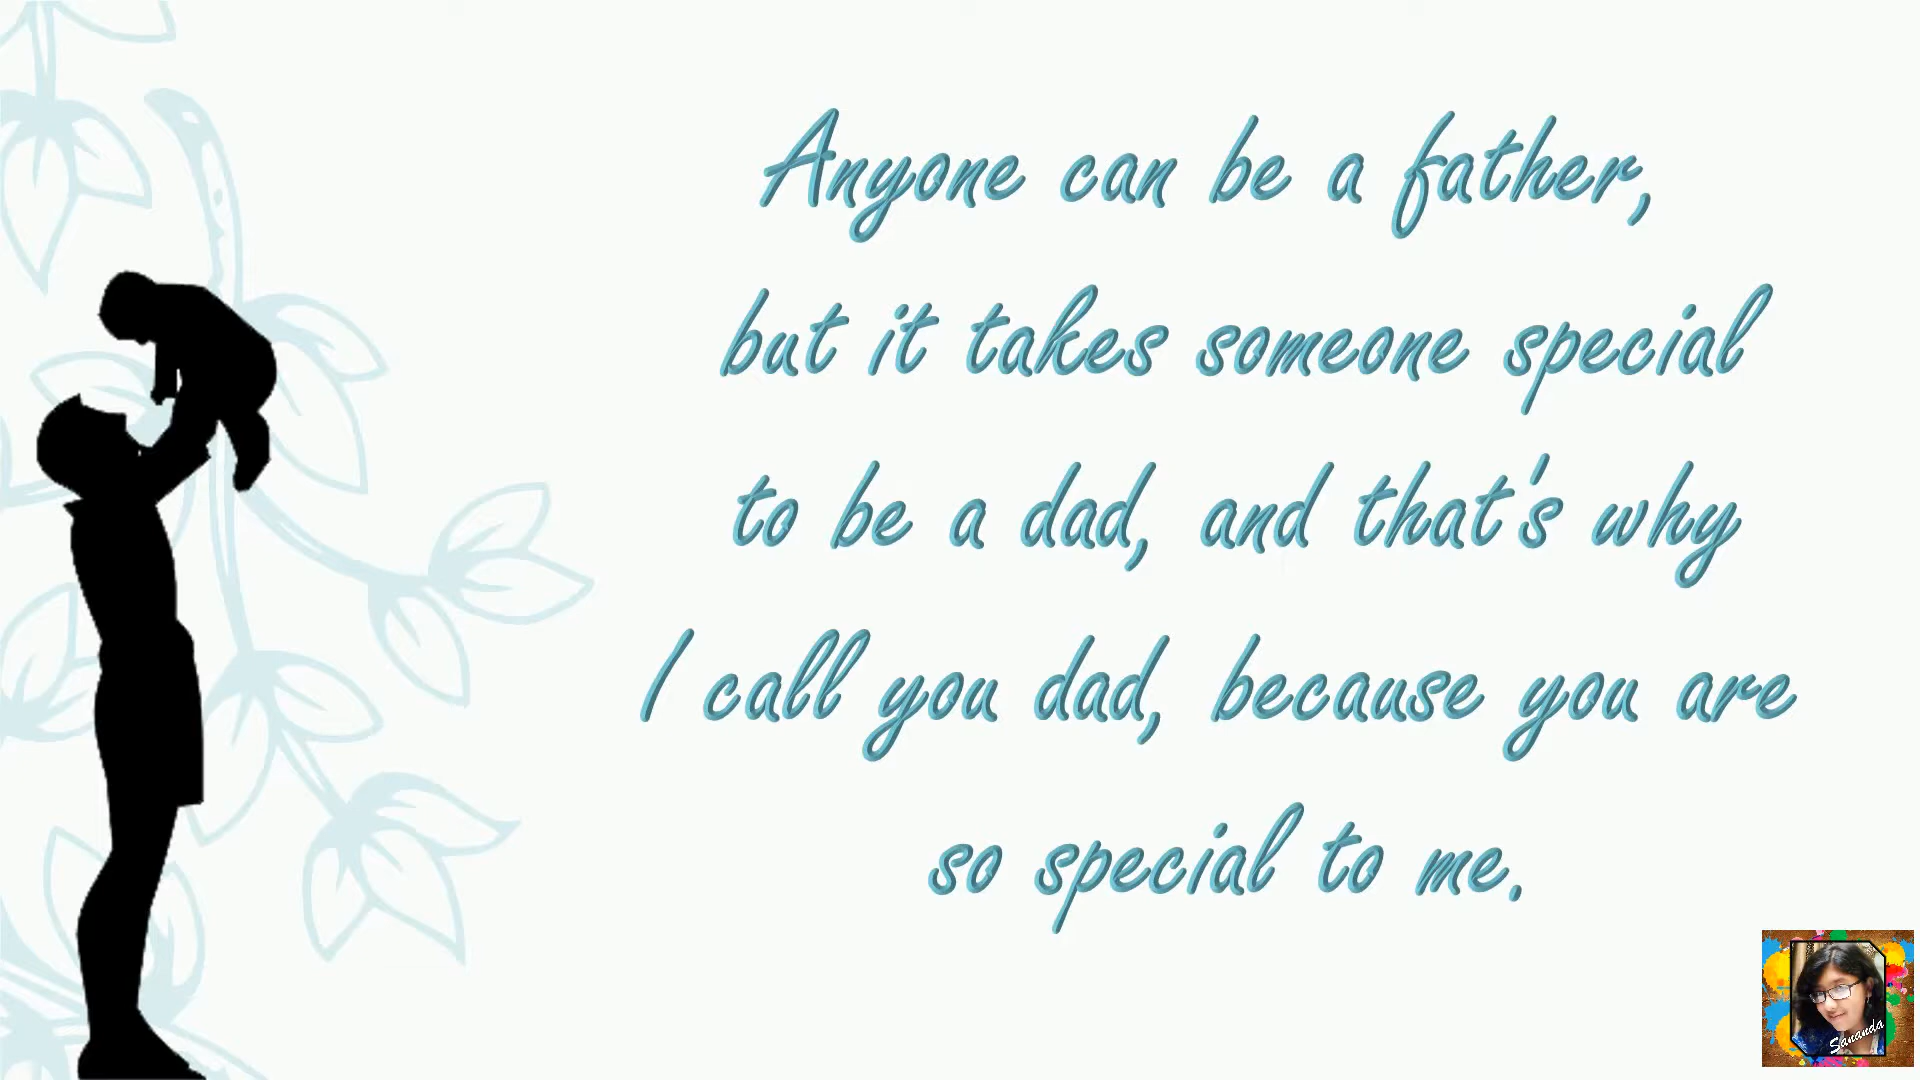 Anyone can be a father,
but it takes someone special
to be a dad, and that's why
I call you dad, because you are
so special to me.
Sananda